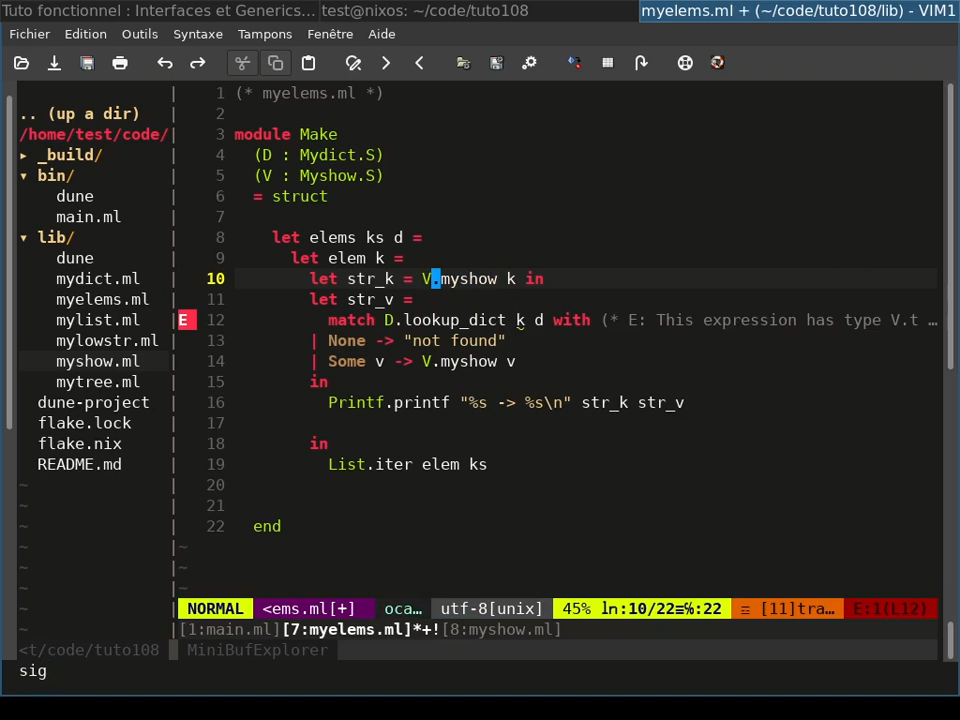 Tuto fonctionnel : Interfaces et Generics... test@nixos: ~/code/tuto108 myelems.ml + (~/code/tuto108/lib) - VIM1
Fichier Edition Outils Syntaxe Tampons Fenêtre Aide
1 (* myelems.ml *)
.. (up a dir) 2
/home/test/code/ 3 module Make
▸ _build/ 4 (D : Mydict.S)
▾ bin/ 5 (V : Myshow.S)
dune 6 = struct
main.ml 7
▾ lib/ 8 let elems ks d =
dune 9 let elem k =
mydict.ml 10 let str_k = V.myshow k in
myelems.ml 11 let str_v =
mylist.ml E 12 match D.lookup_dict k d with (* E: This expression has type V.t …
mylowstr.ml 13 | None -> "not found"
myshow.ml 14 | Some v -> V.myshow v
mytree.ml 15 in
dune-project 16 Printf.printf "%s -> %s\n" str_k str_v
flake.lock 17
flake.nix 18 in
README.md 19 List.iter elem ks
~ 20
~ 21
~ 22 end
~ ~
~ ~
~ ~
~ NORMAL <ems.ml[+] oca… utf-8[unix] 45% ln:10/22≡℅:22 ☲ [11]tra… E:1(L12)
~ [1:main.ml][7:myelems.ml]*+![8:myshow.ml]
<t/code/tuto108 MiniBufExplorer
sig